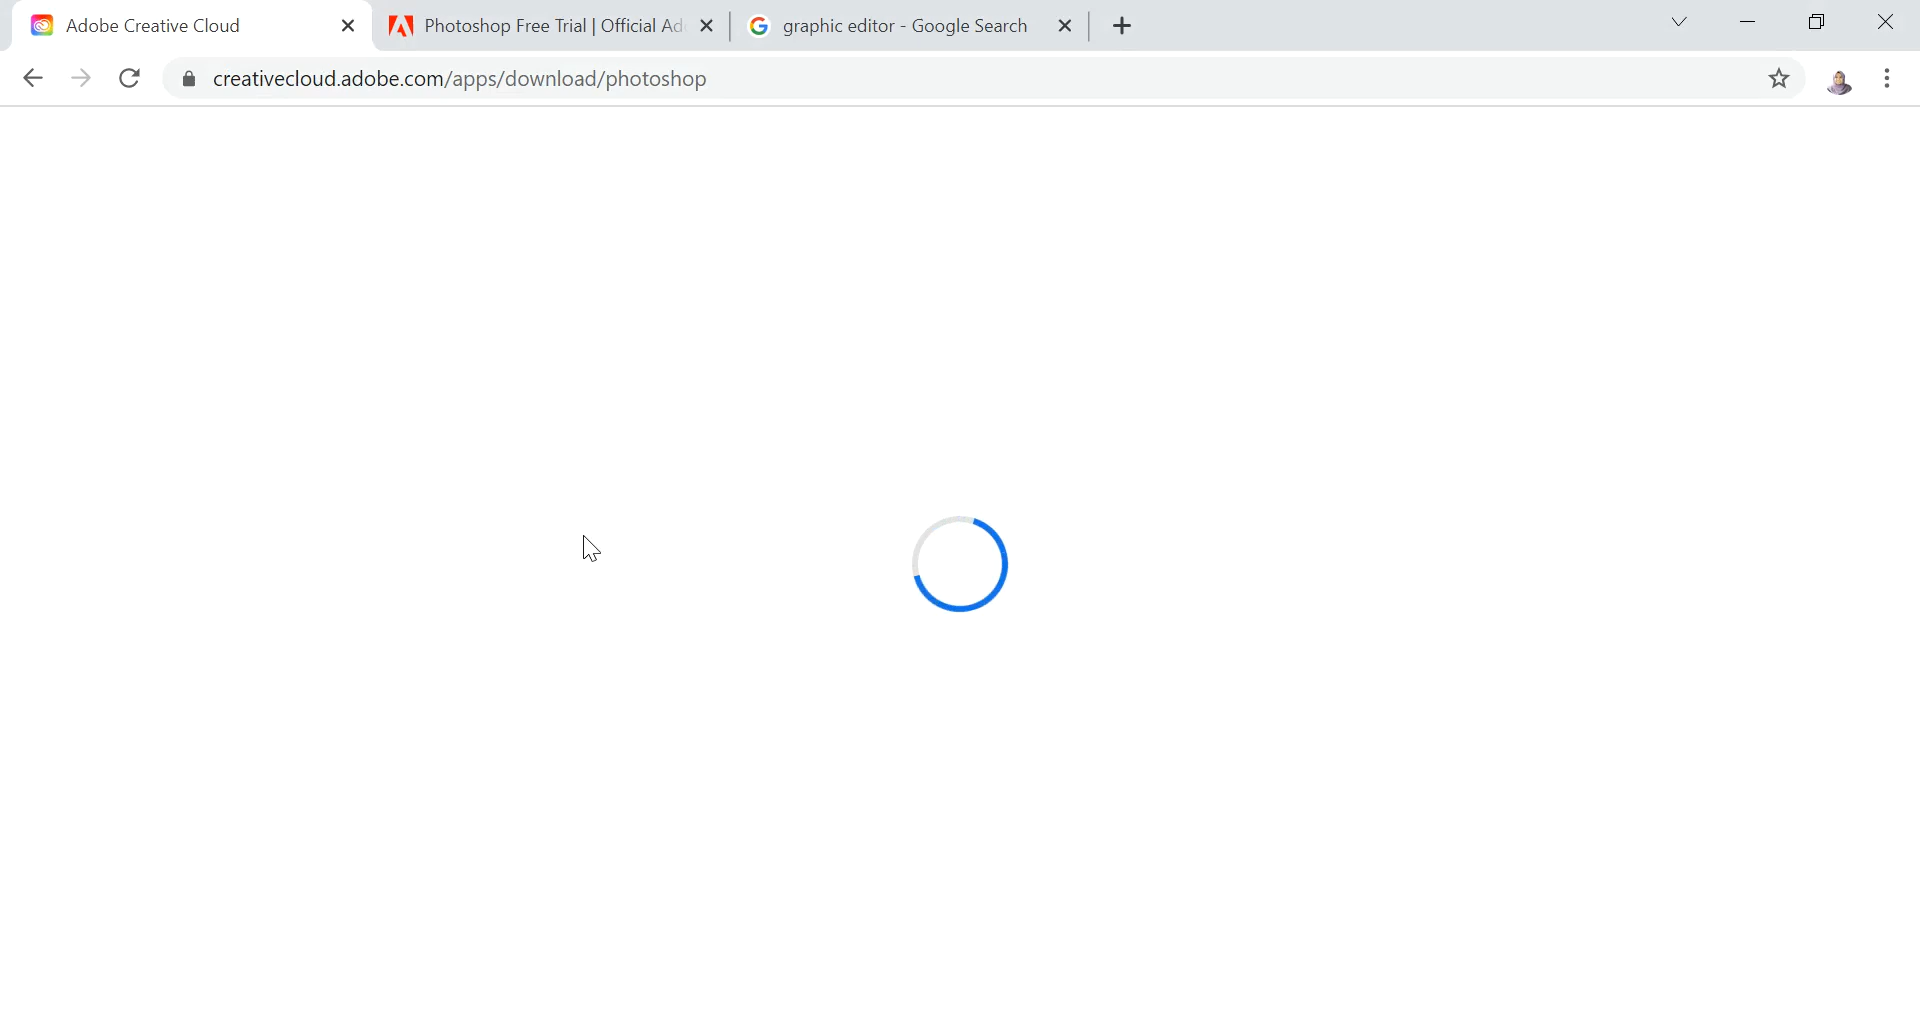 Adobe Creative Cloud
Photoshop Free Trial | Official Ad
graphic editor - Google Search
creativecloud.adobe.com/apps/download/photoshop